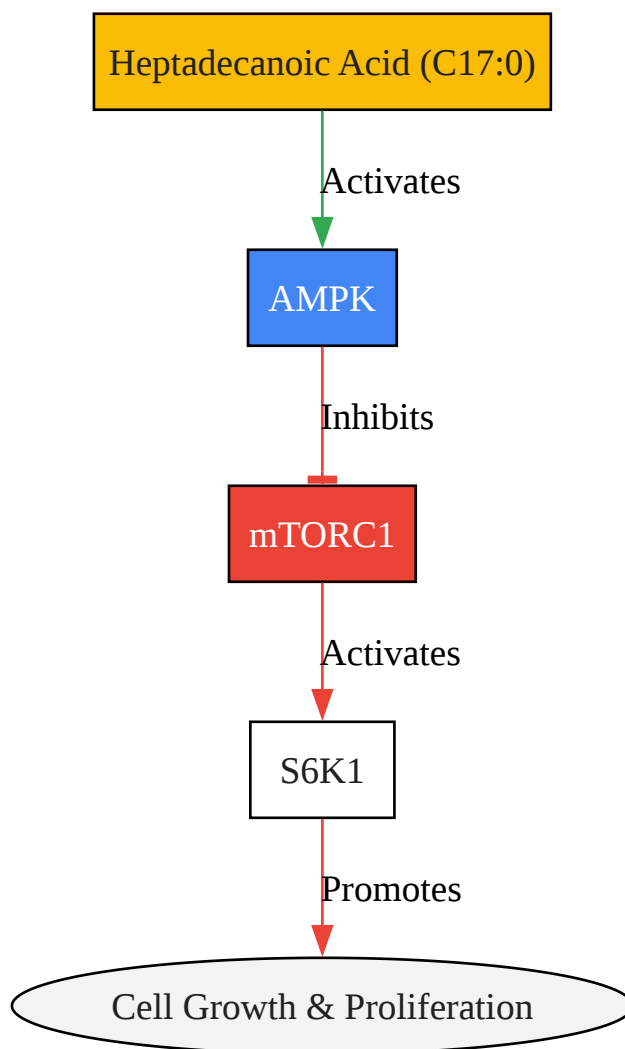 Heptadecanoic Acid (C17:0)
Activates
AMPK
Inhibits
mTORC1
Activates
S6K1
Promotes
Cell Growth & Proliferation